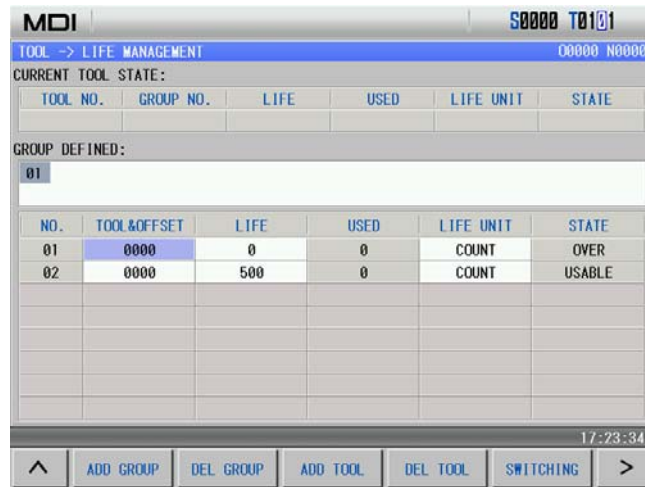 MDI S0000 T0101
TOOL -> LIFE MANAGEMENT O0000 N0000
CURRENT TOOL STATE:
TOOL NO. GROUP NO. LIFE USED LIFE UNIT STATE
GROUP DEFINED:
01
NO. TOOL&OFFSET LIFE USED LIFE UNIT STATE
01 0000 0 0 COUNT OVER
02 0000 500 0 COUNT USABLE
17:23:34
^ ADD GROUP DEL GROUP ADD TOOL DEL TOOL SWITCHING >